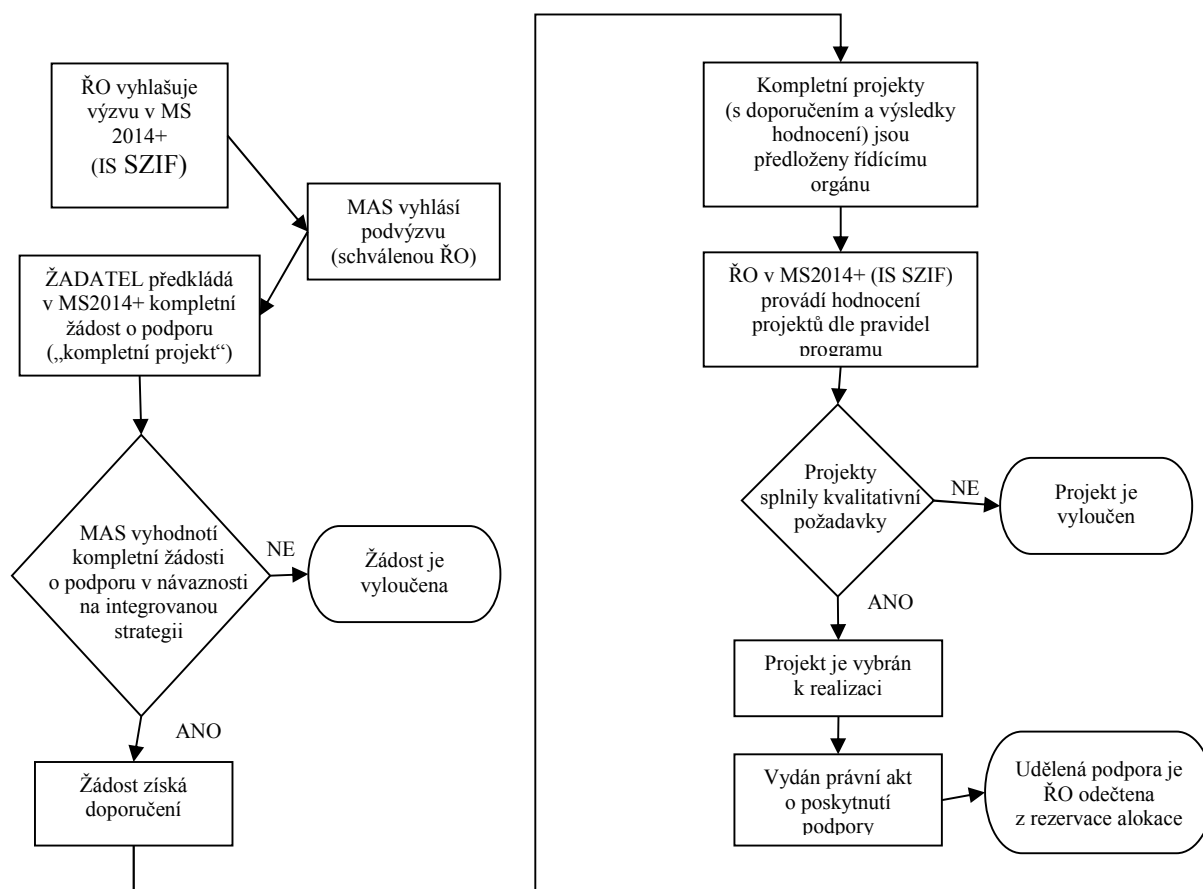 ŘO vyhlašuje
výzvu v MS
2014+
(IS SZIF)
MAS vyhlásí
podvýzvu
(schválenou ŘO)
ŽADATEL předkládá
v MS2014+ kompletní
žádost o podporu
(„kompletní projekt“)
MAS vyhodnotí
kompletní žádosti
o podporu v návaznosti
na integrovanou
strategii
NE
Žádost je
vyloučena
ANO
Žádost získá
doporučení
Kompletní projekty
(s doporučením a výsledky
hodnocení) jsou
předloženy řídícímu
orgánu
ŘO v MS2014+ (IS SZIF)
provádí hodnocení
projektů dle pravidel
programu
Projekty
splnily kvalitativní
požadavky
NE
Projekt je
vyloučen
ANO
Projekt je vybrán
k realizaci
Vydán právní akt
o poskytnutí
podpory
Udělená podpora je
ŘO odečtena
z rezervace alokace